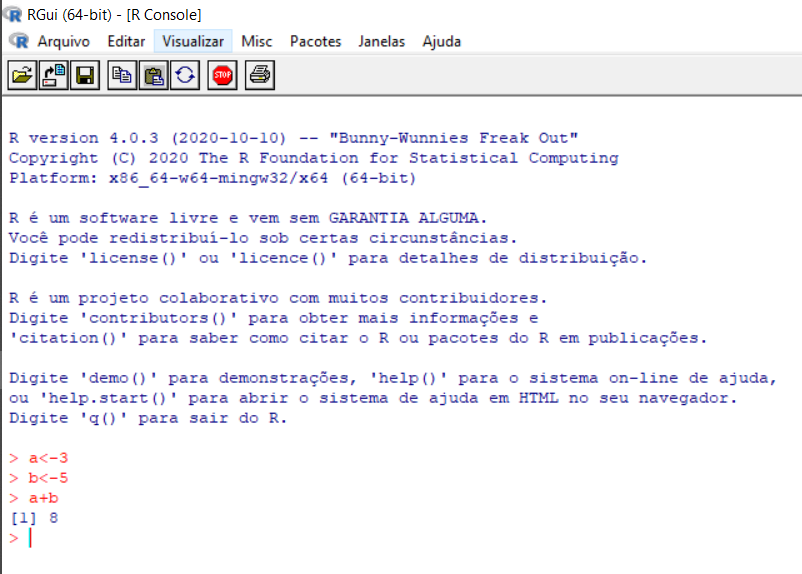 RGui (64-bit) - [R Console]
Arquivo Editar Visualizar Misc Pacotes Janelas Ajuda
STOP
R version 4.0.3 (2020-10-10) -- "Bunny-Wunnies Freak Out"
Copyright (C) 2020 The R Foundation for Statistical Computing
Platform: x86_64-w64-mingw32/x64 (64-bit)
R é um software livre e vem sem GARANTIA ALGUMA.
Você pode redistribuí-lo sob certas circunstâncias.
Digite 'license()' ou 'licence()' para detalhes de distribuição.
R é um projeto colaborativo com muitos contribuidores.
Digite 'contributors()' para obter mais informações e
'citation()' para saber como citar o R ou pacotes do R em publicações.
Digite 'demo()' para demonstrações, 'help()' para o sistema on-line de ajuda,
ou 'help.start()' para abrir o sistema de ajuda em HTML no seu navegador.
Digite 'q()' para sair do R.
> a<-3
> b<-5
> a+b
[1] 8
>